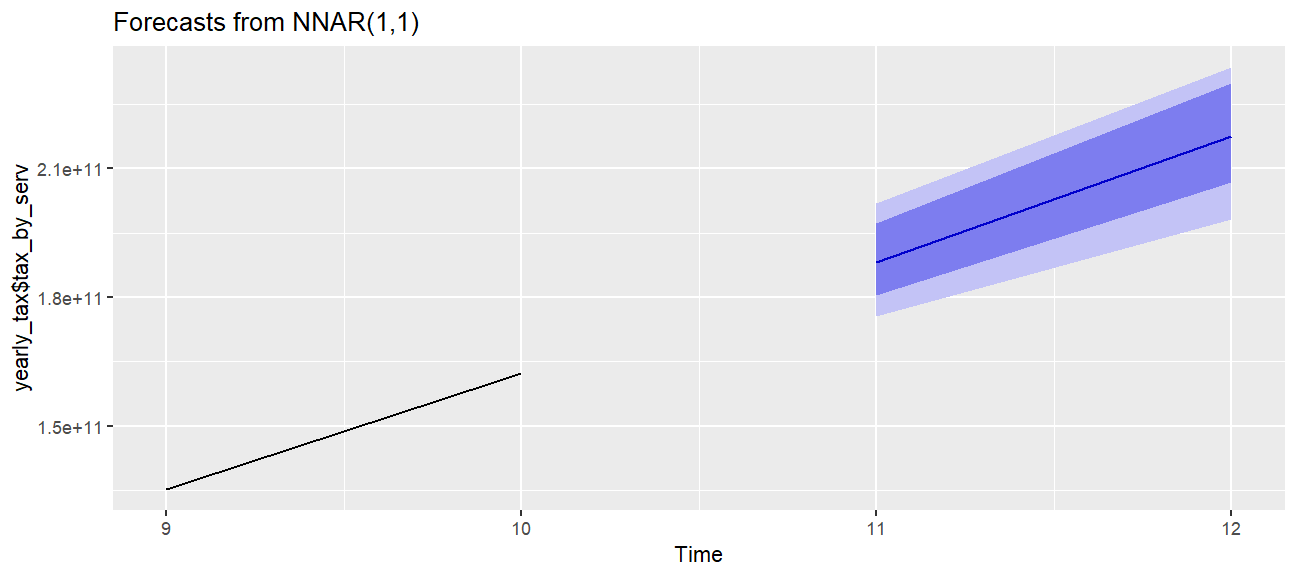 Forecasts from NNAR(1,1)
yearly_tax$tax_by_serv
2.1e+11
1.8e+11
1.5e+11
9 10 11 12
Time